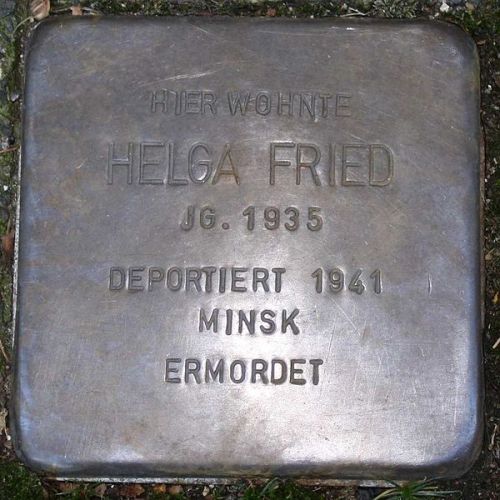 HIER WOHNTE
HELGA FRIED
JG. 1935
DEPORTIERT 1941
MINSK
ERMORDET